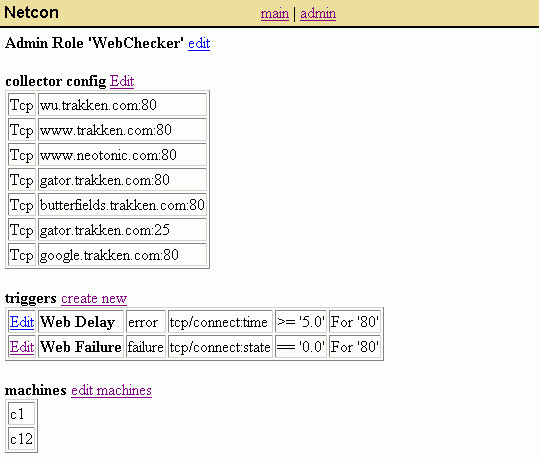 Netcon main | admin
Admin Role 'WebChecker' edit
collector config Edit
Tcp wu.trakken.com:80
Tcp www.trakken.com:80
Tcp www.neotonic.com:80
Tcp gator.trakken.com:80
Tcp butterfields.trakken.com:80
Tcp gator.trakken.com:25
Tcp google.trakken.com:80
triggers create new
Edit Web Delay error tcp/connect:time >= '5.0' For '80'
Edit Web Failure failure tcp/connect:state == '0.0' For '80'
machines edit machines
c1
c12